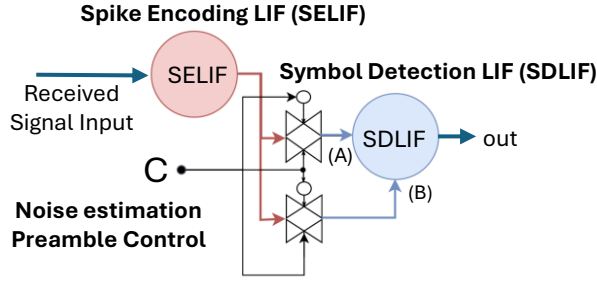 Spike Encoding LIF (SELIF)
SELIF
Received
Signal Input
Symbol Detection LIF (SDLIF)
SDLIF
out
(A)
C
(B)
Noise estimation
Preamble Control